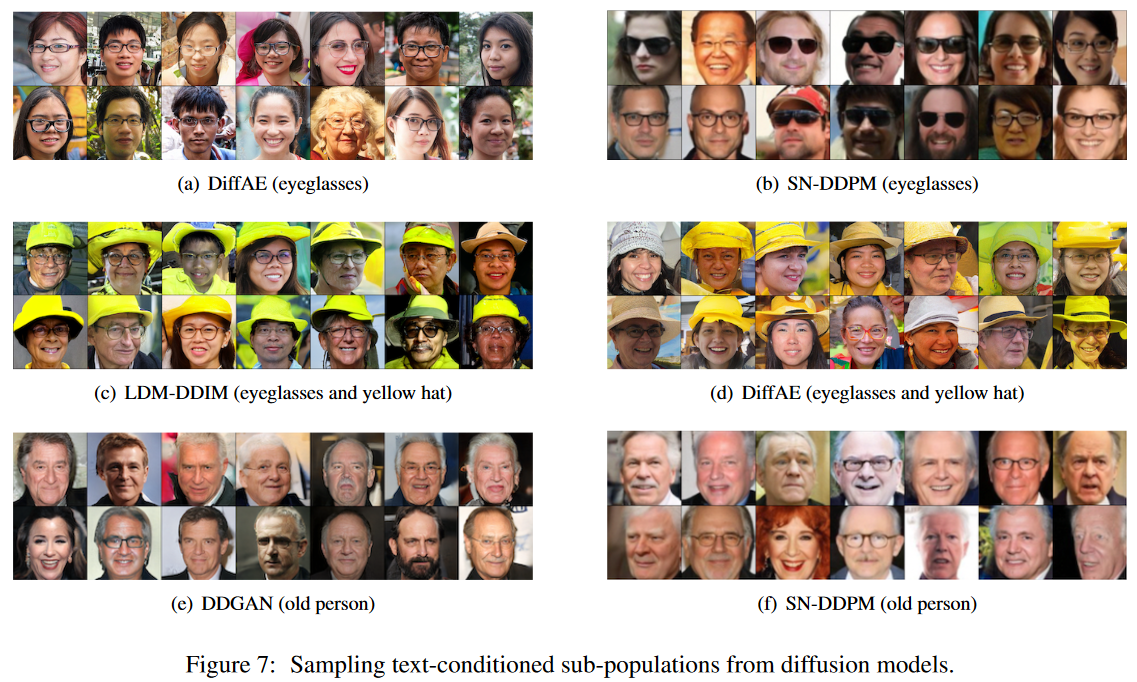 (a) DiffAE (eyeglasses)
(b) SN-DDPM (eyeglasses)
(c) LDM-DDIM (eyeglasses and yellow hat)
(d) DiffAE (eyeglasses and yellow hat)
(e) DDGAN (old person)
(f) SN-DDPM (old person)
Figure 7: Sampling text-conditioned sub-populations from diffusion models.